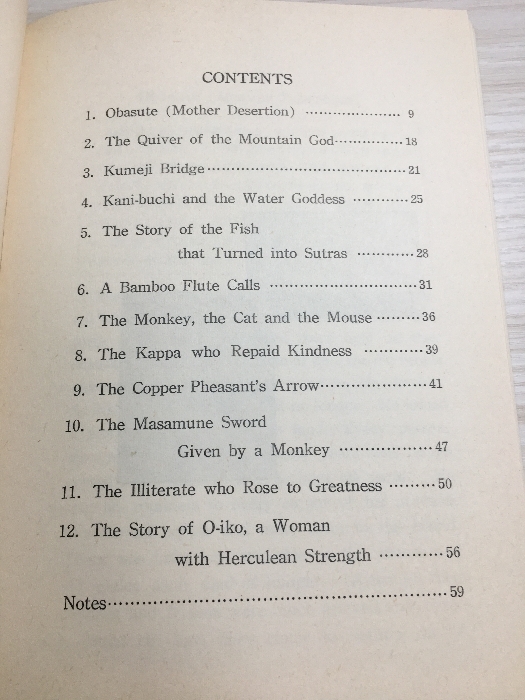 CONTENTS
1. Obasute (Mother Desertion) ····················· 9
2. The Quiver of the Mountain God··············18
3. Kumeji Bridge······································21
4. Kani-buchi and the Water Goddess ············25
5. The Story of the Fish
that Turned into Sutras ············28
6. A Bamboo Flute Calls ····························31
7. The Monkey, the Cat and the Mouse ·········36
8. The Kappa who Repaid Kindness ············39
9. The Copper Pheasant's Arrow·····················41
10. The Masamune Sword
Given by a Monkey ··················47
11. The Illiterate who Rose to Greatness ·········50
12. The Story of O-iko, a Woman
with Herculean Strength ············56
Notes··················································59